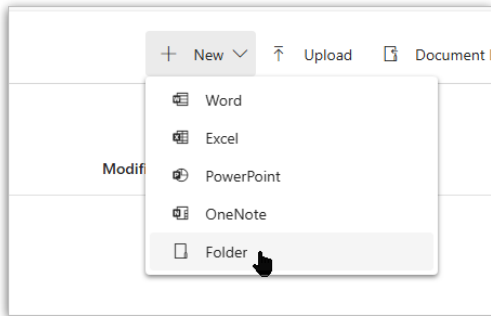 New Upload Document
Word
Excel
Modifi
PowerPoint
OneNote
Folder